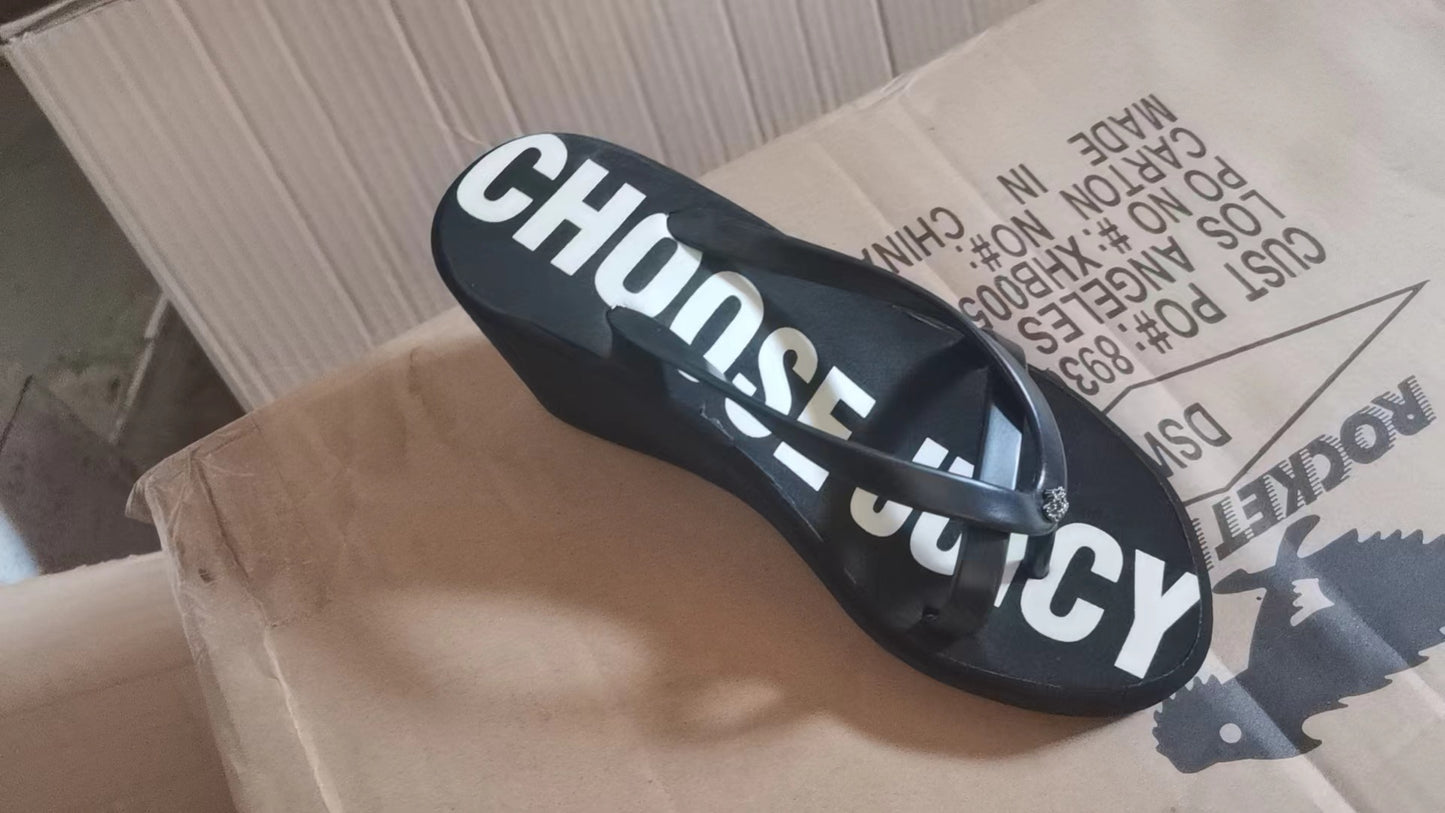 CHOOSE JUICY
ROCKET
DSW
CUST PO#: 893
LOS ANGELES
PO NO #: XHB005
CARTON NO#:
MADE IN CHINA